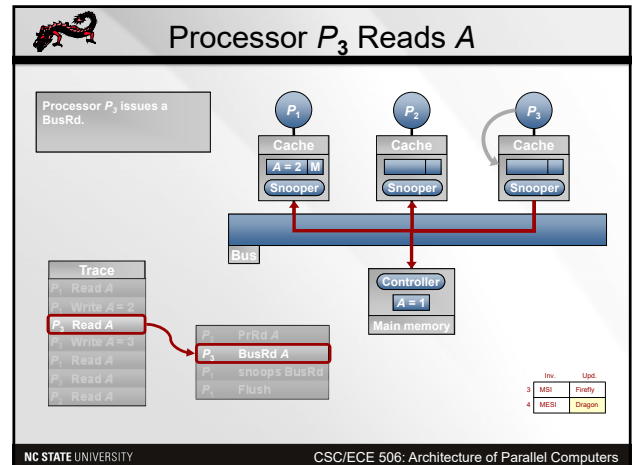 Processor P3 Reads A
Processor P3 issues a
BusRd.
P1
P2
P3
Cache
Cache
Cache
A = 2 M
Snooper
Snooper
Snooper
Bus
Controller
A = 1
Main memory
Trace
P1 Read A
P1 Write A = 2
P3 Read A
P1 Write A = 3
P1 Read A
P3 Read A
Read A
PrRd A
P3 BusRd A
P1 snoops BusRd
P1 Flush
Inv. Upd.
3 MSI Firefly
4 MESI Dragon
NC STATE UNIVERSITY
CSC/ECE 506: Architecture of Parallel Computers